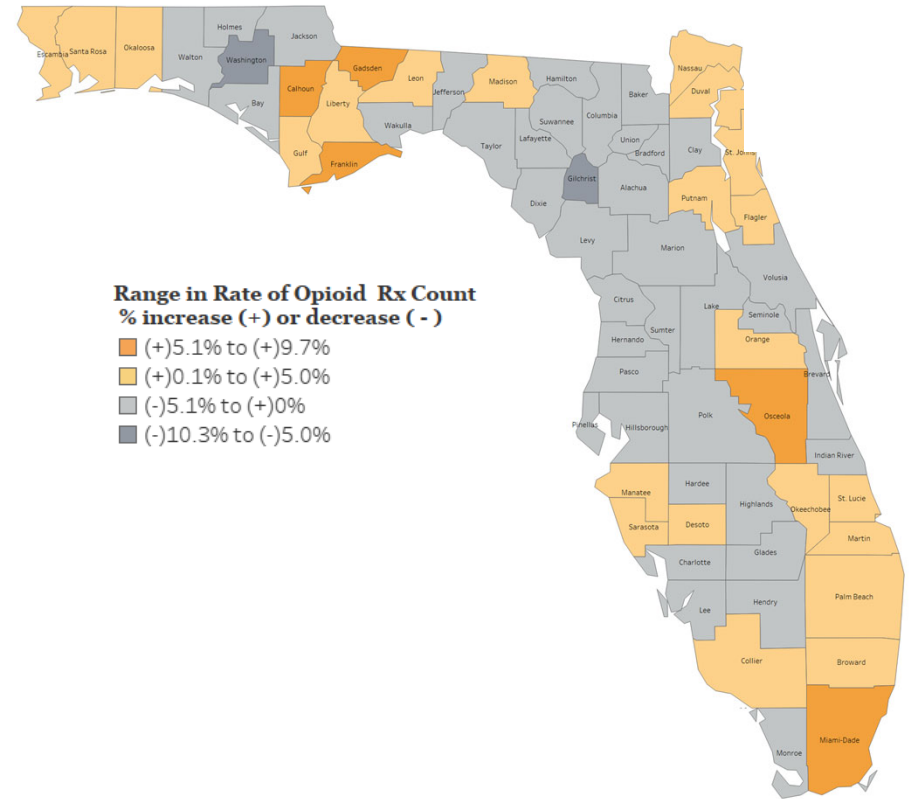 Holmes
Jackson
Escambia
Santa Rosa
Okaloosa
Walton
Washington
Gadsden
Leon
Madison
Hamilton
Nassau
Calhoun
Jefferson
Baker
Duval
Bay
Liberty
Suwannee
Columbia
Wakulla
Lafayette
Union
Taylor
Bradford
Clay
St. Johns
Gulf
Franklin
Gilchrist
Alachua
Putnam
Dixie
Flagler
Levy
Marion
Volusia
Range in Rate of Opioid Rx Count
% increase (+) or decrease ( - )
(+)5.1% to (+)9.7%
(+)0.1% to (+)5.0%
(-)5.1% to (+)0%
(-)10.3% to (-)5.0%
Citrus
Lake
Seminole
Sumter
Hernando
Orange
Pasco
Brevard
Polk
Osceola
Pinellas
Hillsborough
Indian River
Hardee
Manatee
Highlands
St. Lucie
Okeechobee
Sarasota
Desoto
Martin
Glades
Charlotte
Palm Beach
Hendry
Lee
Collier
Broward
Miami-Dade
Monroe